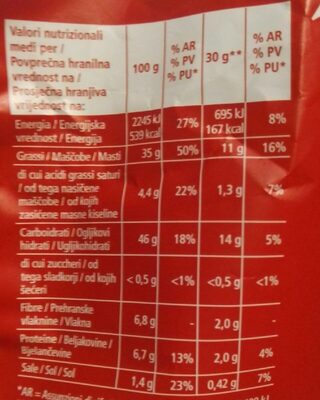 Valori nutrizionali
medi per /
Povprečna hranilna
vrednost na /
Prosječna hranjiva
vrijednost na:
100 g
% AR
% PV
% PU*
30 g**
% AR
% PV
% PU*
Energia / Energijska
vrednost / Energija
2245 kJ
539 kcal
27%
695 kJ
167 kcal
8%
Grassi / Maščobe / Masti 35 g 50% 11 g 16%
di cui acidi grassi saturi
/ od tega nasičene
maščobe / od kojih
zasićene masne kiseline
4,4 g 22% 1,3 g 7%
Carboidrati / Ogljikovi
hidrati / Ugljikohidrati
46 g 18% 14 g 5%
di cui zuccheri / od
tega sladkorji / od kojih
šećeri
<0,5 g <1% <0,5 g <1%
Fibre / Prehranske
vlaknine / Vlakna
6,8 g - 2,0 g -
Proteine / Beljakovine /
Bjelančevine
6,7 g 13% 2,0 g 4%
Sale / Sol / Sol 1,4 g 23% 0,42 g 7%
*AR = Assunzioni di